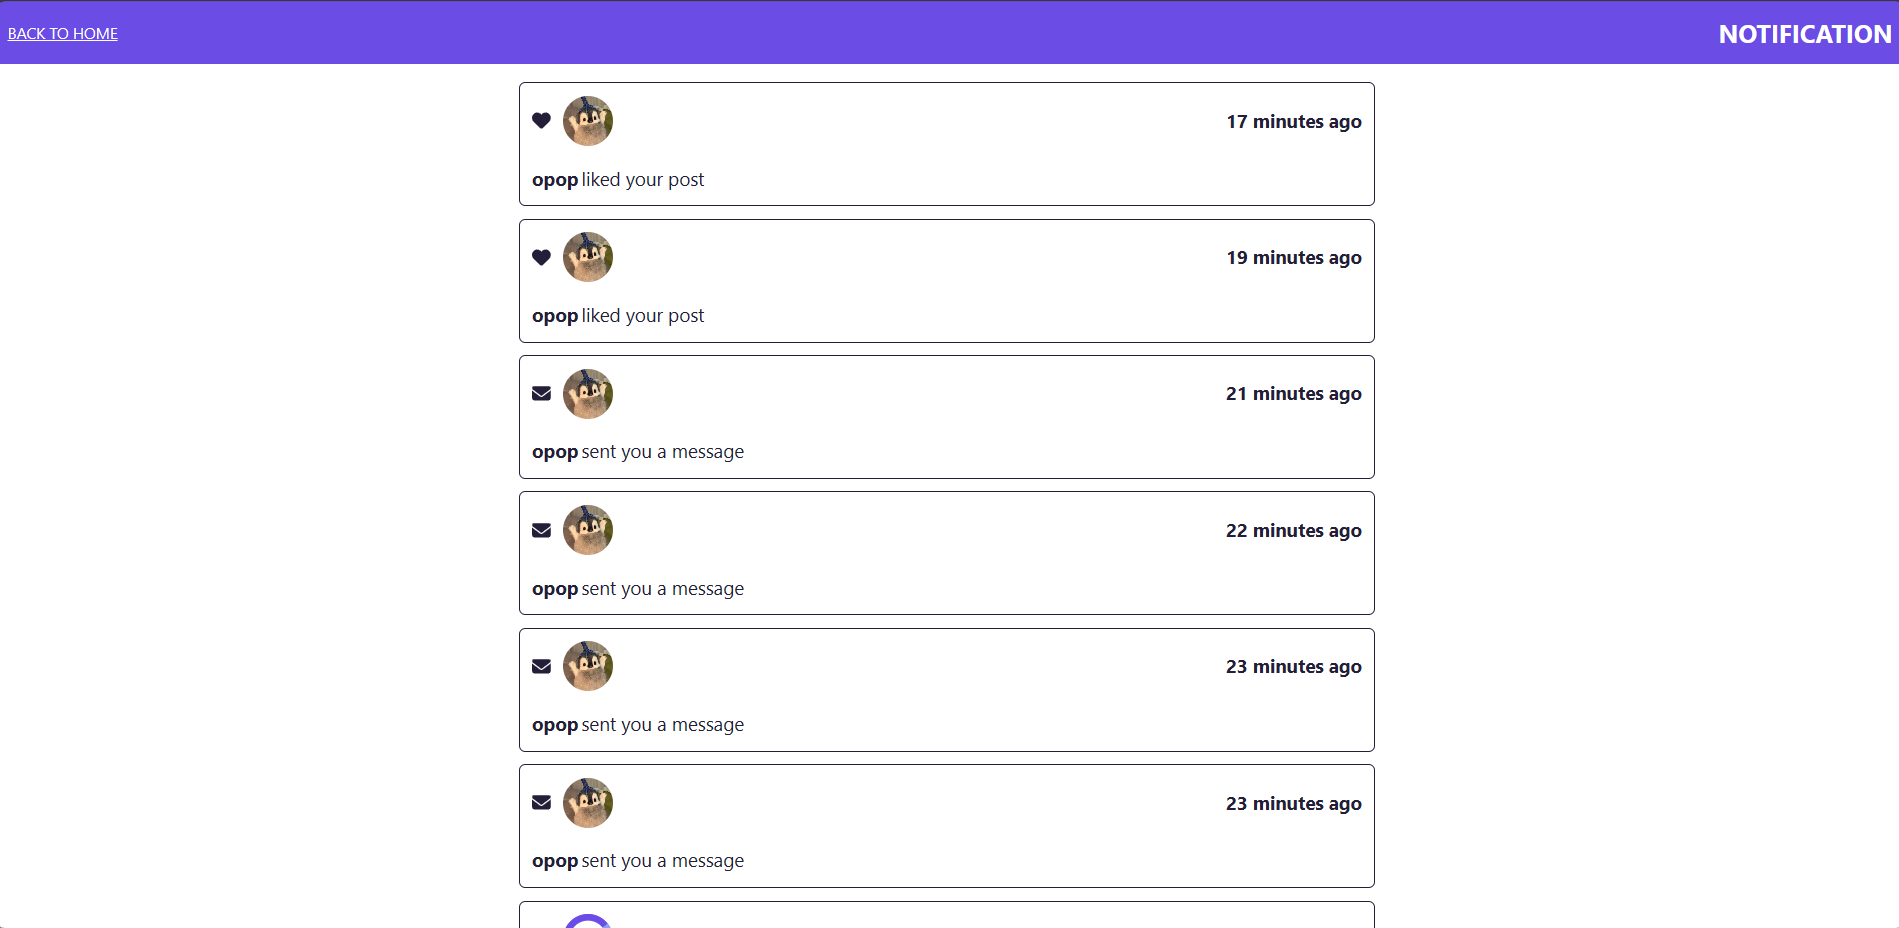 BACK TO HOME
NOTIFICATION
17 minutes ago
opop liked your post
19 minutes ago
opop liked your post
21 minutes ago
opop sent you a message
22 minutes ago
opop sent you a message
23 minutes ago
opop sent you a message
23 minutes ago
opop sent you a message